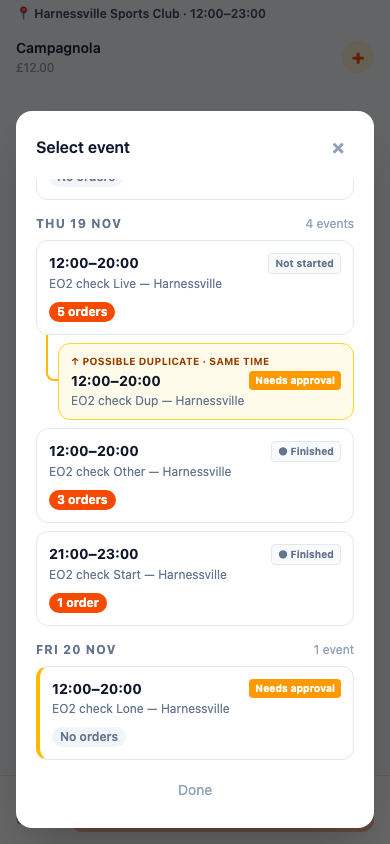 📍 Harnessville Sports Club · 12:00–23:00
Campagnola
£12.00
+
Select event
×
No orders
THU 19 NOV
4 events
12:00–20:00
Not started
EO2 check Live — Harnessville
5 orders
↑ POSSIBLE DUPLICATE · SAME TIME
12:00–20:00
Needs approval
EO2 check Dup — Harnessville
12:00–20:00
Finished
EO2 check Other — Harnessville
3 orders
21:00–23:00
Finished
EO2 check Start — Harnessville
1 order
FRI 20 NOV
1 event
12:00–20:00
Needs approval
EO2 check Lone — Harnessville
No orders
Done